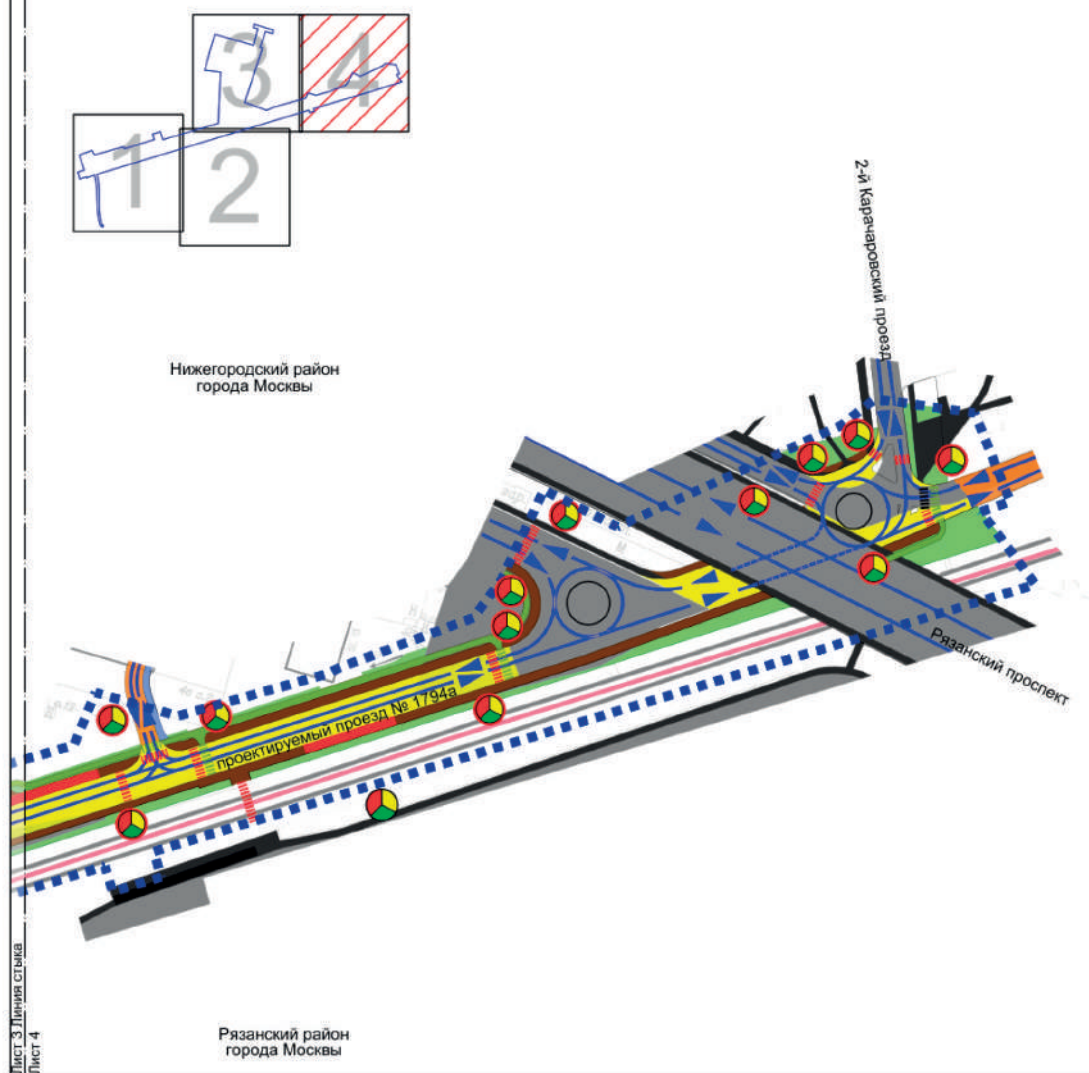 3
4
1
2
2-й Карачаровский проезд
Нижегородский район
города Москвы
Рязанский проспект
проектируемый проезд № 1794а
Лист 3 Линия стыка
Лист 4
Рязанский район
города Москвы